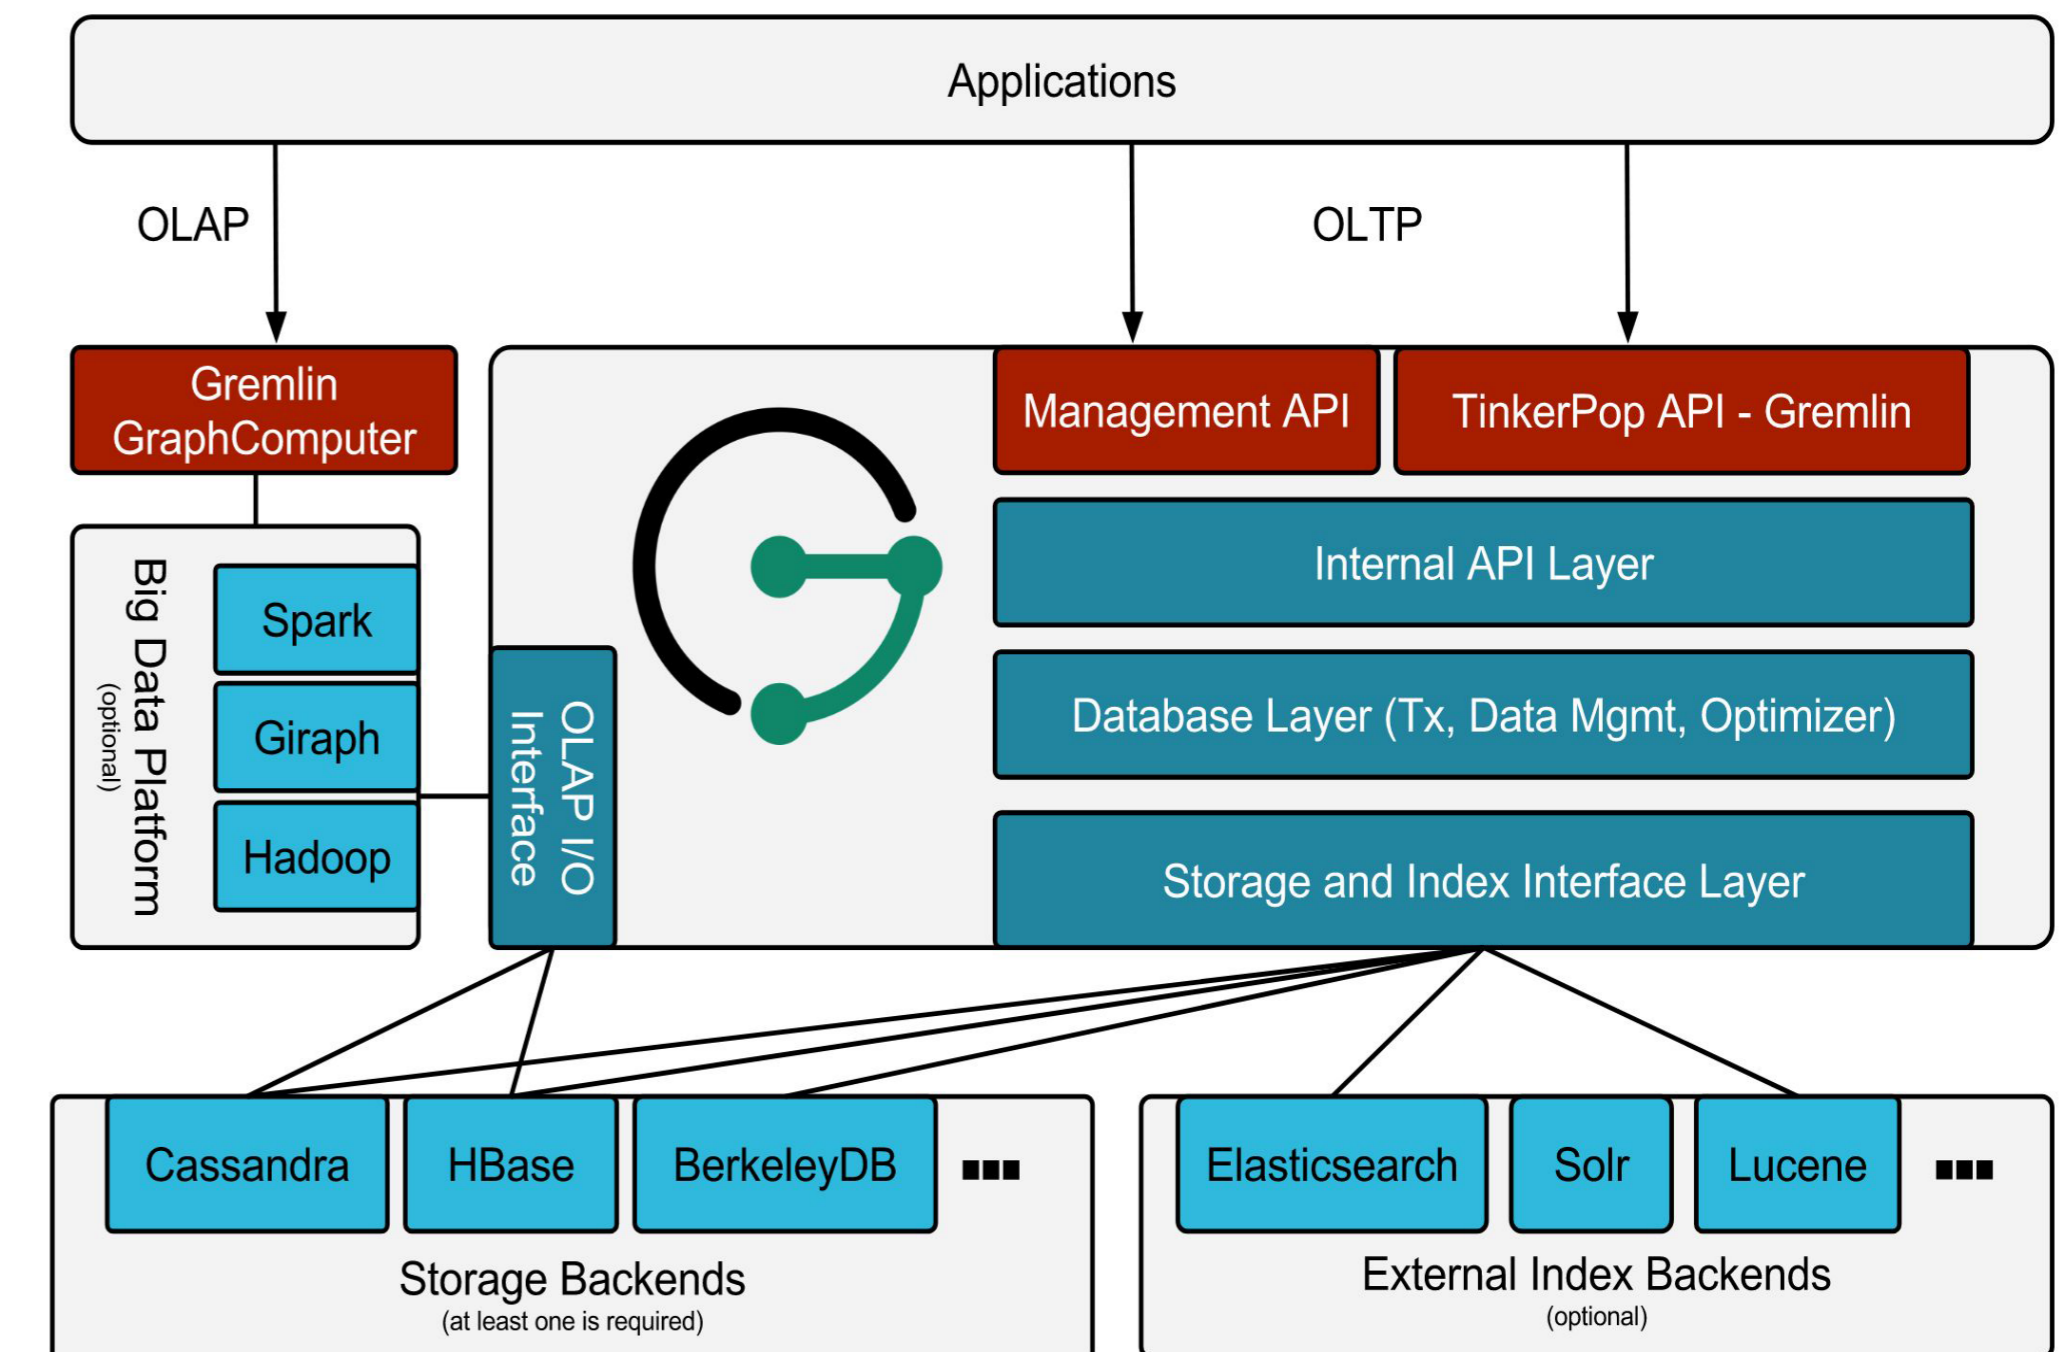 Applications
OLAP
OLTP
Gremlin
GraphComputer
Management API
TinkerPop API - Gremlin
Big Data Platform
(optional)
Spark
Giraph
Hadoop
OLAP I/O
Interface
Internal API Layer
Database Layer (Tx, Data Mgmt, Optimizer)
Storage and Index Interface Layer
Cassandra
HBase
BerkeleyDB
Storage Backends
(at least one is required)
Elasticsearch
Solr
Lucene
External Index Backends
(optional)